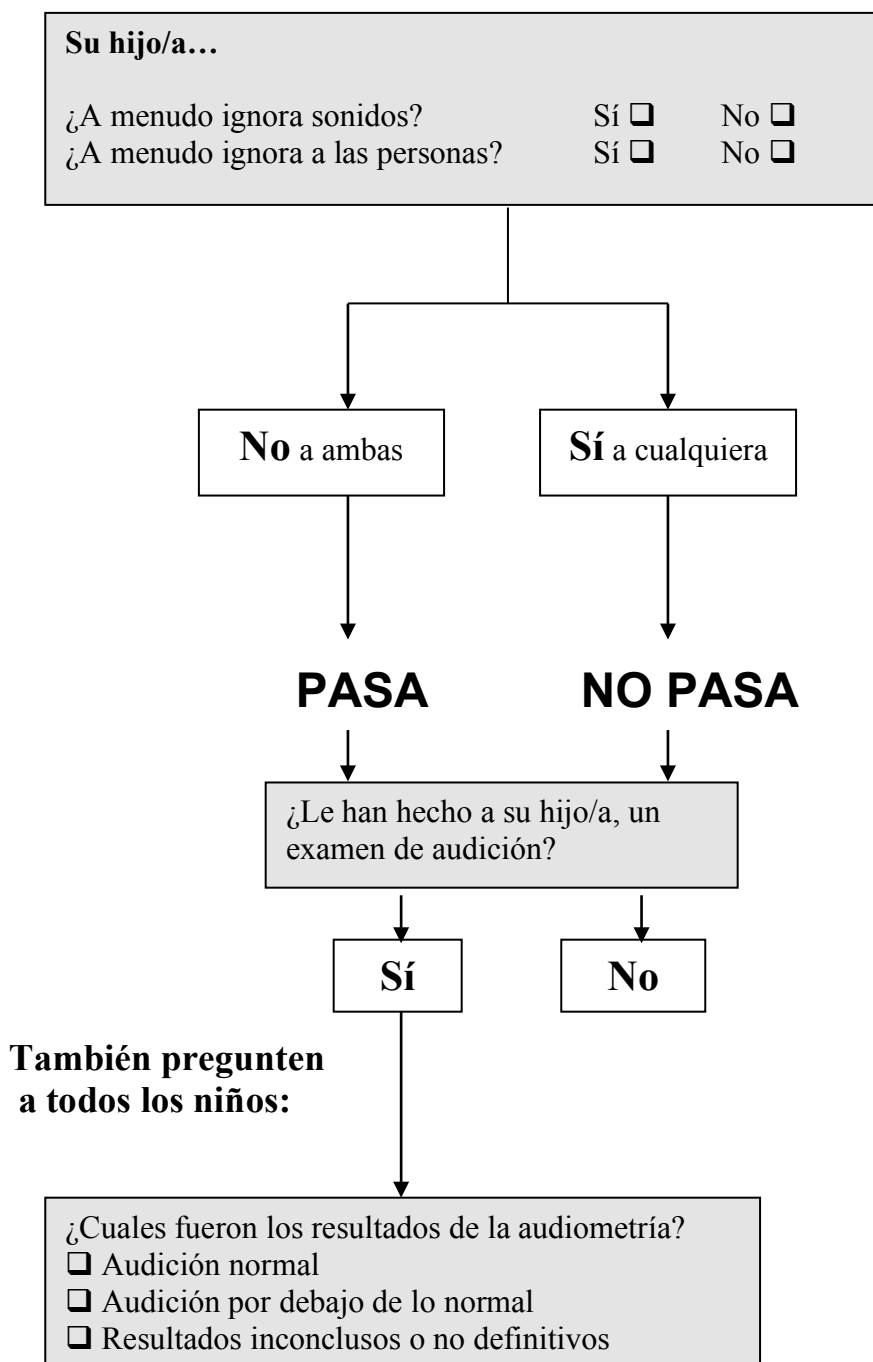 Su hijo/a…
¿A menudo ignora sonidos? Sí ❑ No ❑
¿A menudo ignora a las personas? Sí ❑ No ❑
No a ambas
Sí a cualquiera
PASA
NO PASA
¿Le han hecho a su hijo/a, un
examen de audición?
Sí
No
También pregunten
a todos los niños:
¿Cuales fueron los resultados de la audiometría?
❑ Audición normal
❑ Audición por debajo de lo normal
❑ Resultados inconclusos o no definitivos